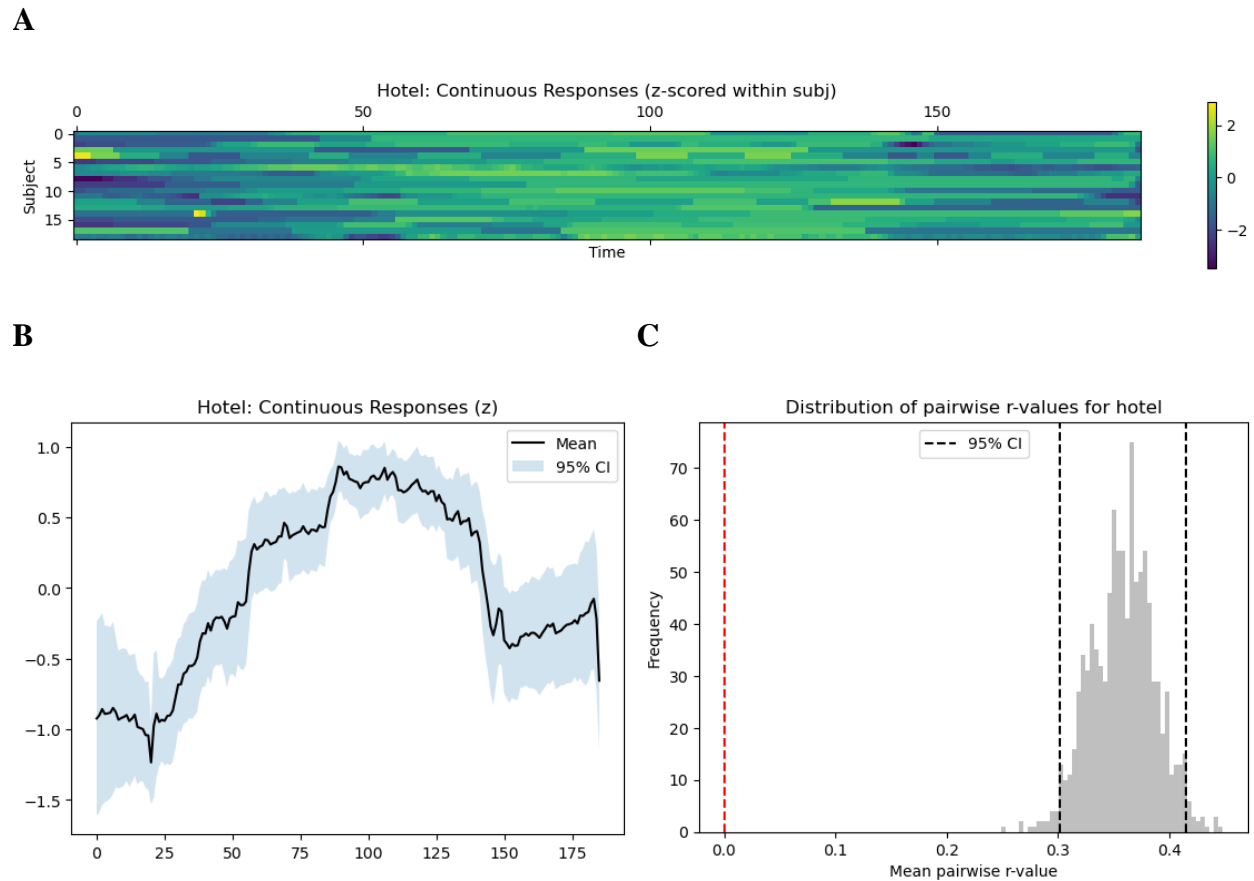 A
Hotel: Continuous Responses (z-scored within subj)
0 50 100 150
0
5
10
15
Subject
Time
2
0
−2
B
C
Hotel: Continuous Responses (z)
Mean
95% CI
1.0
0.5
0.0
−0.5
−1.0
−1.5
0 25 50 75 100 125 150 175
Distribution of pairwise r-values for hotel
95% CI
70
60
50
40
30
20
10
0
Frequency
0.0 0.1 0.2 0.3 0.4
Mean pairwise r-value